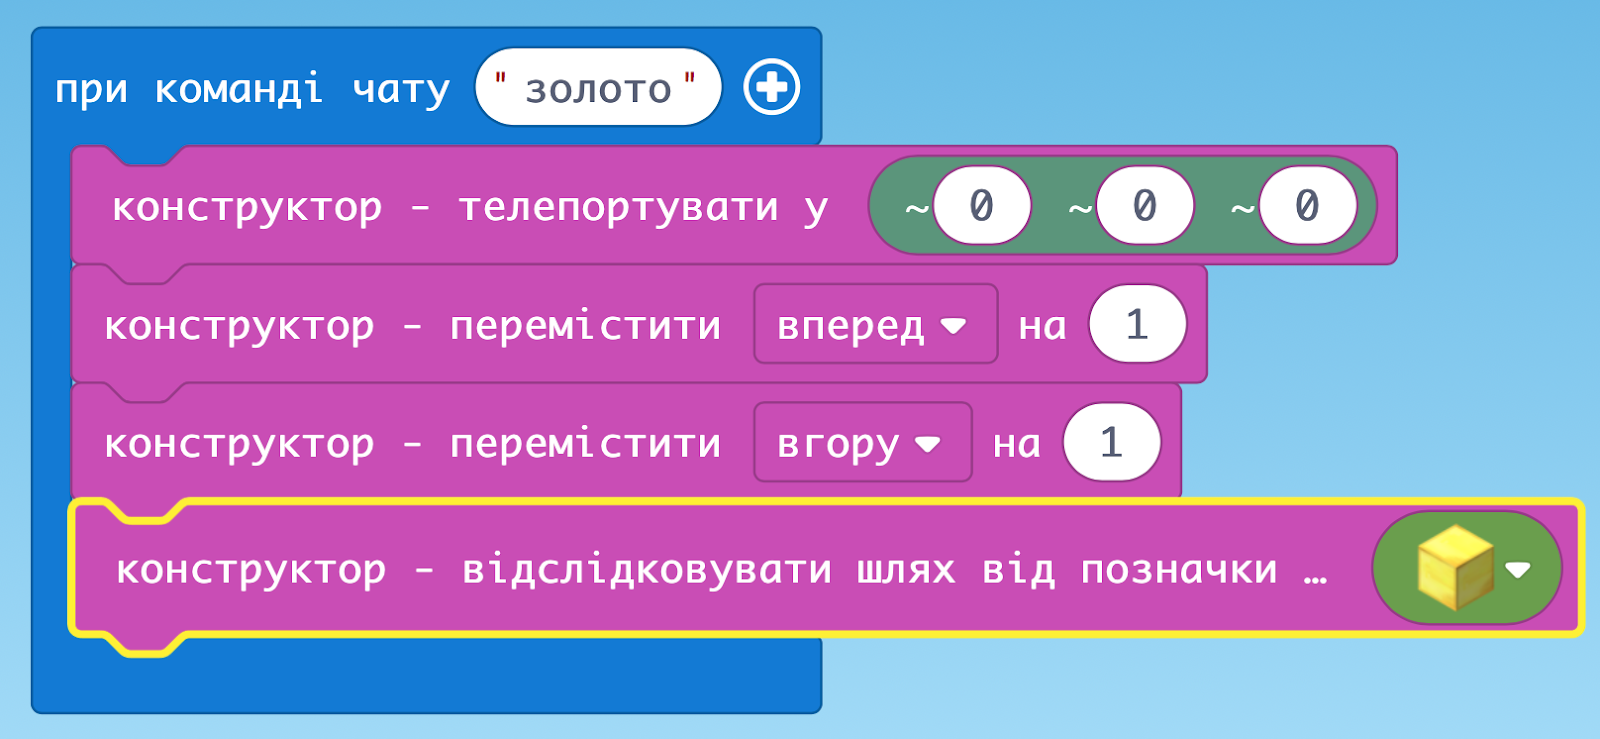 при команді чату "золото"
конструктор - телепортувати у ~0 ~0 ~0
конструктор - перемістити вперед на 1
конструктор - перемістити вгору на 1
конструктор - відслідковувати шлях від позначки …